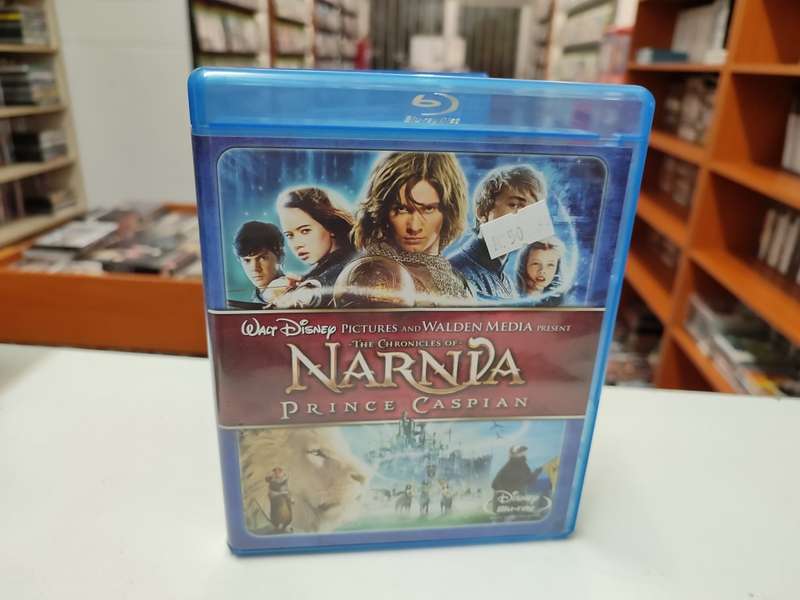 Blu-ray Disc
Walt Disney PICTURES AND WALDEN MEDIA PRESENT
THE CHRONICLES OF
NARNIA
PRINCE CASPIAN
Disney
Blu-ray